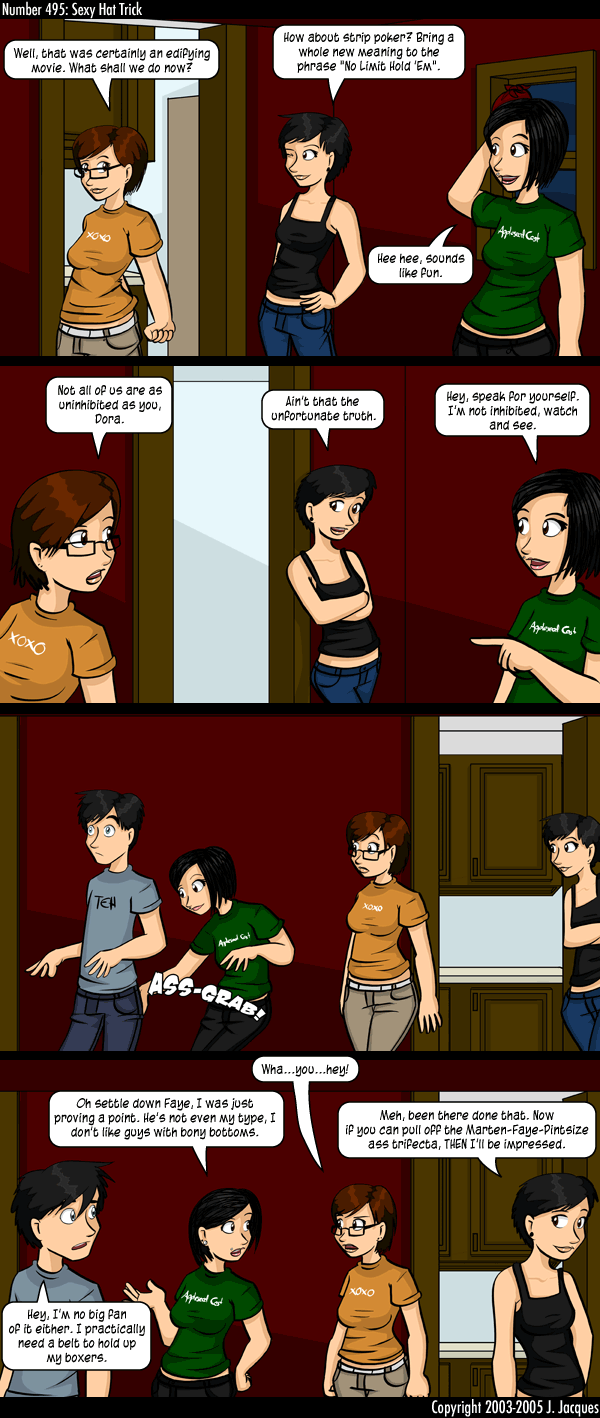 Number 495: Sexy Hat Trick
Well, that was certainly an edifying
movie. What shall we do now?
How about strip poker? Bring a
whole new meaning to the
phrase "No Limit Hold 'Em".
Hee hee, sounds
like fun.
XOXO
Appleseed Cast
Not all of us are as
uninhibited as you,
Dora.
Ain't that the
unfortunate truth.
Hey, speak for yourself.
I'm not inhibited, watch
and see.
XOXO
Appleseed Cast
TEH
Appleseed Cast
XOXO
ASS-GRAB!
Wha...you...hey!
Oh settle down Faye, I was just
proving a point. He's not even my type, I
don't like guys with bony bottoms.
Meh, been there done that. Now
if you can pull off the Marten-Faye-Pintsize
ass trifecta, THEN I'll be impressed.
Hey, I'm no big fan
of it either. I practically
need a belt to hold up
my boxers.
Appleseed Cast
XOXO
Copyright 2003-2005 J. Jacques